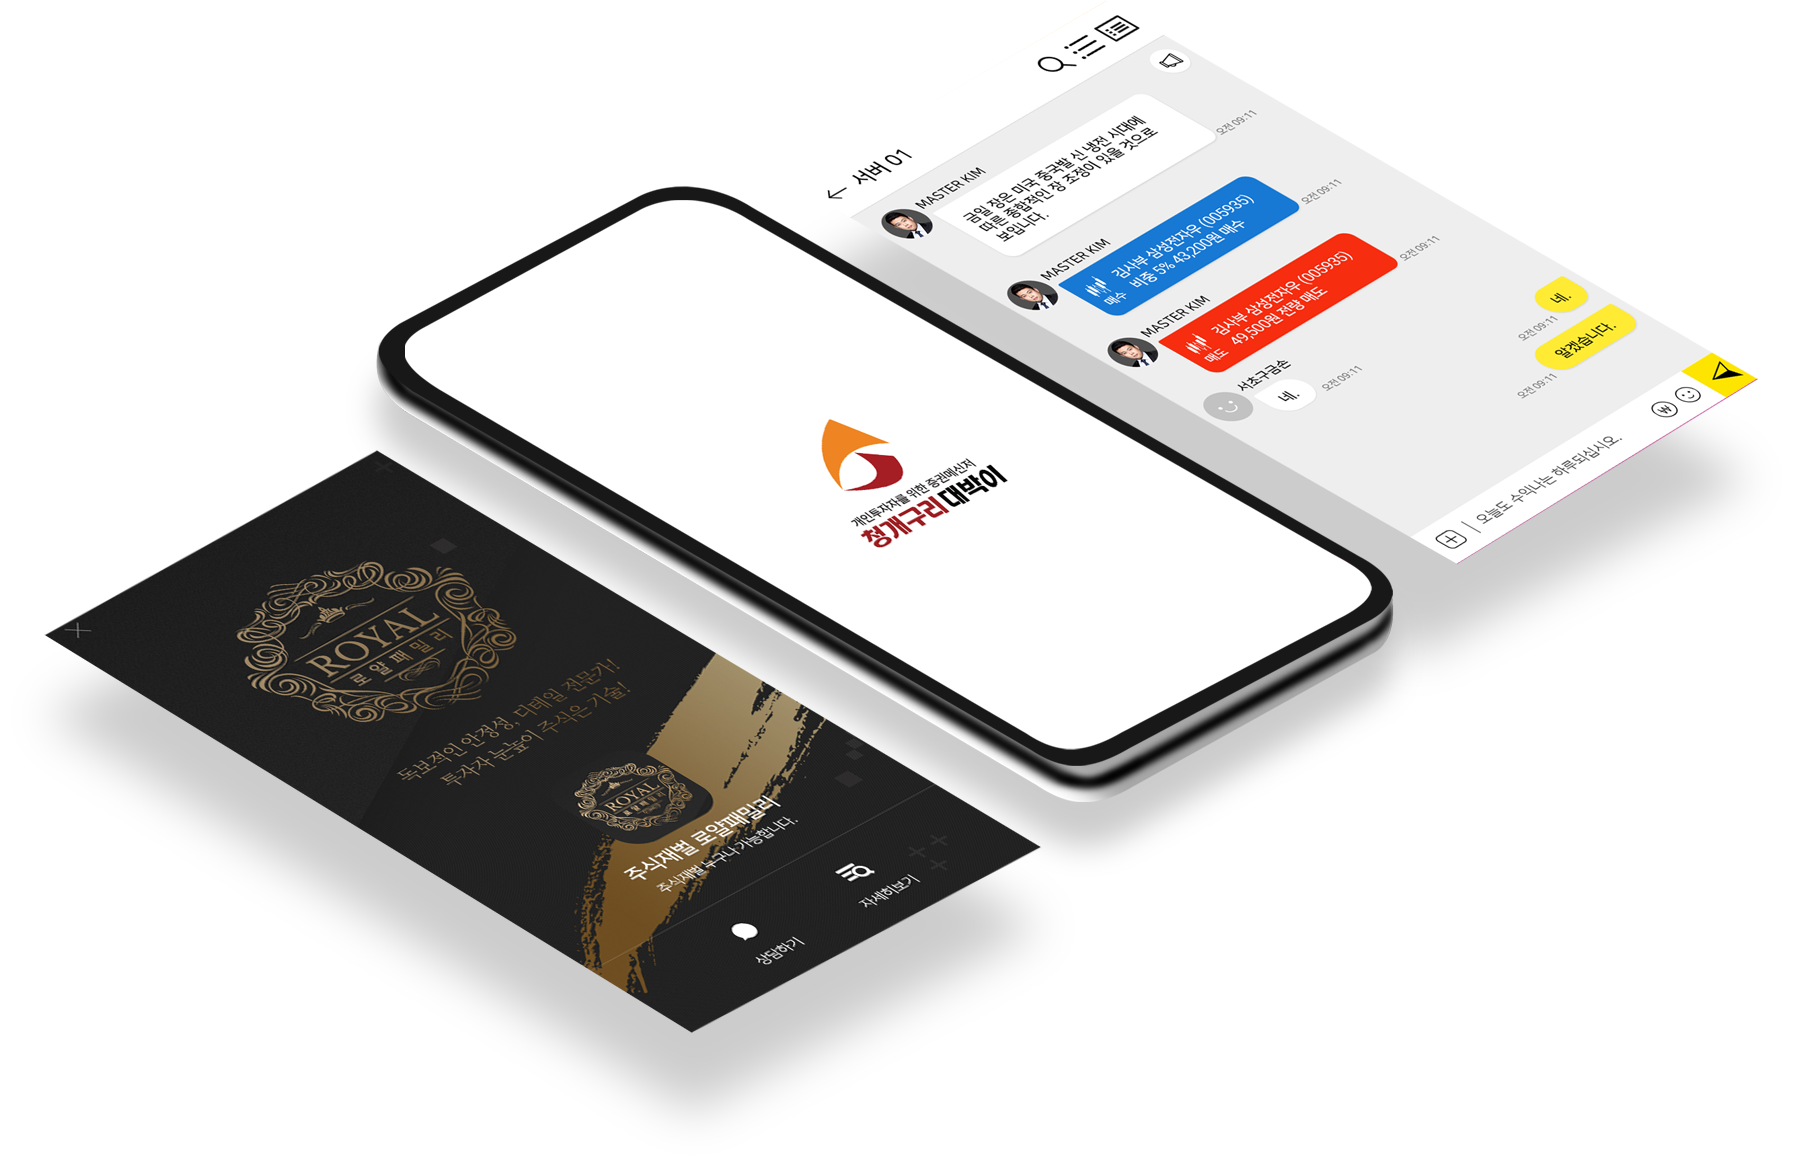 ← 서버 01
MASTER KIM
금일 장은 미국 중국발 신 냉전 시대에
따른 종합적인 장 조정이 있을 것으로
보입니다.
오전 09:11
MASTER KIM
매수
김사부 삼성전자우 (005935)
비중 5% 43,200원 매수
오전 09:11
MASTER KIM
매도
김사부 삼성전자우 (005935)
49,500원 전량 매도
오전 09:11
서초구금손
네.
오전 09:11
네.
오전 09:11
알겠습니다.
오전 09:11
오늘도 수익나는 하루되십시오.
개인투자자를 위한 증권메신저
청개구리대박이
ROYAL
로얄패밀리
독보적인 안정성, 디테일 전문가!
투자자 눈높이 주식은 기술!
ROYAL
로얄패밀리
주식재벌 로얄패밀리
주식재벌 누구나 가능합니다.
상담하기
자세히보기